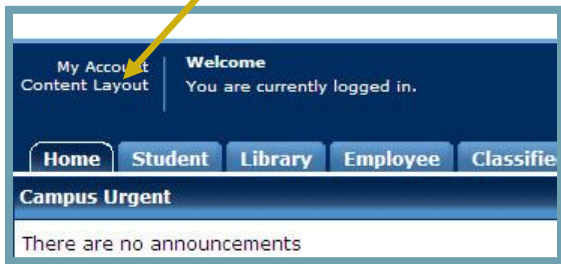 My Account
Content Layout
Welcome
You are currently logged in.
Home Student Library Employee Classifie
Campus Urgent
There are no announcements